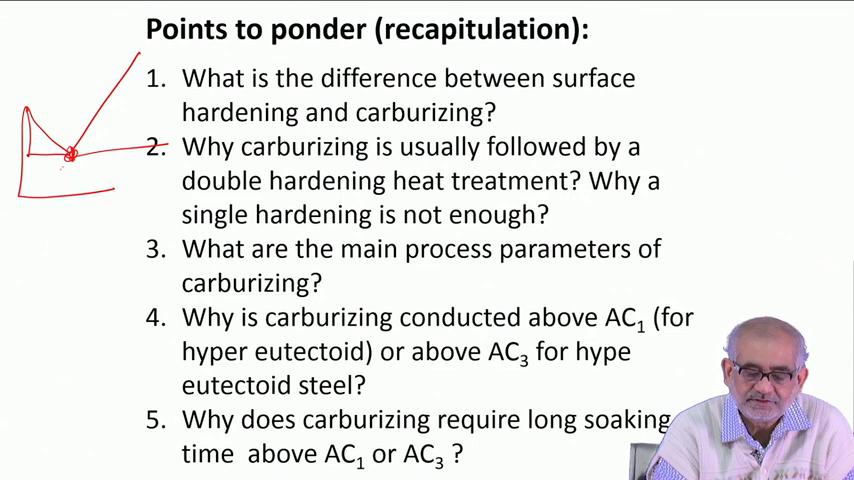 Points to ponder (recapitulation):
1. What is the difference between surface
hardening and carburizing?
2. Why carburizing is usually followed by a
double hardening heat treatment? Why a
single hardening is not enough?
3. What are the main process parameters of
carburizing?
4. Why is carburizing conducted above AC₁ (for
hyper eutectoid) or above AC₃ for hype
eutectoid steel?
5. Why does carburizing require long soaking
time above AC₁ or AC₃ ?